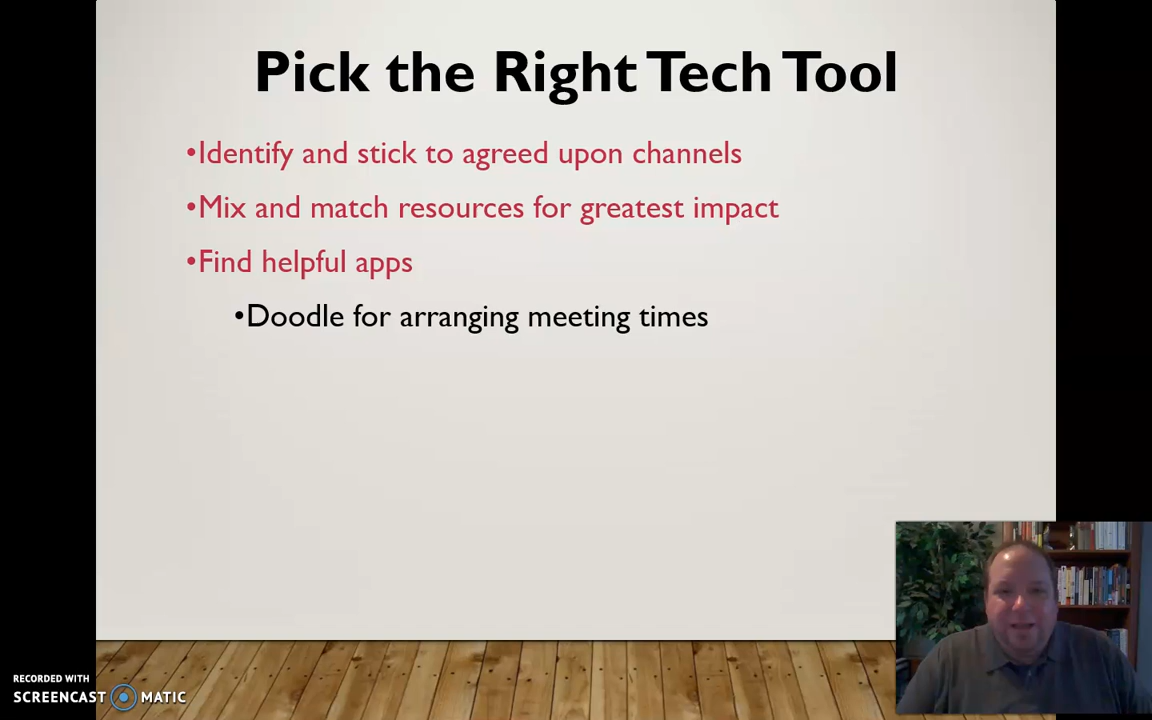 Pick the Right Tech Tool
•Identify and stick to agreed upon channels
•Mix and match resources for greatest impact
•Find helpful apps
•Doodle for arranging meeting times
RECORDED WITH
SCREENCAST MATIC